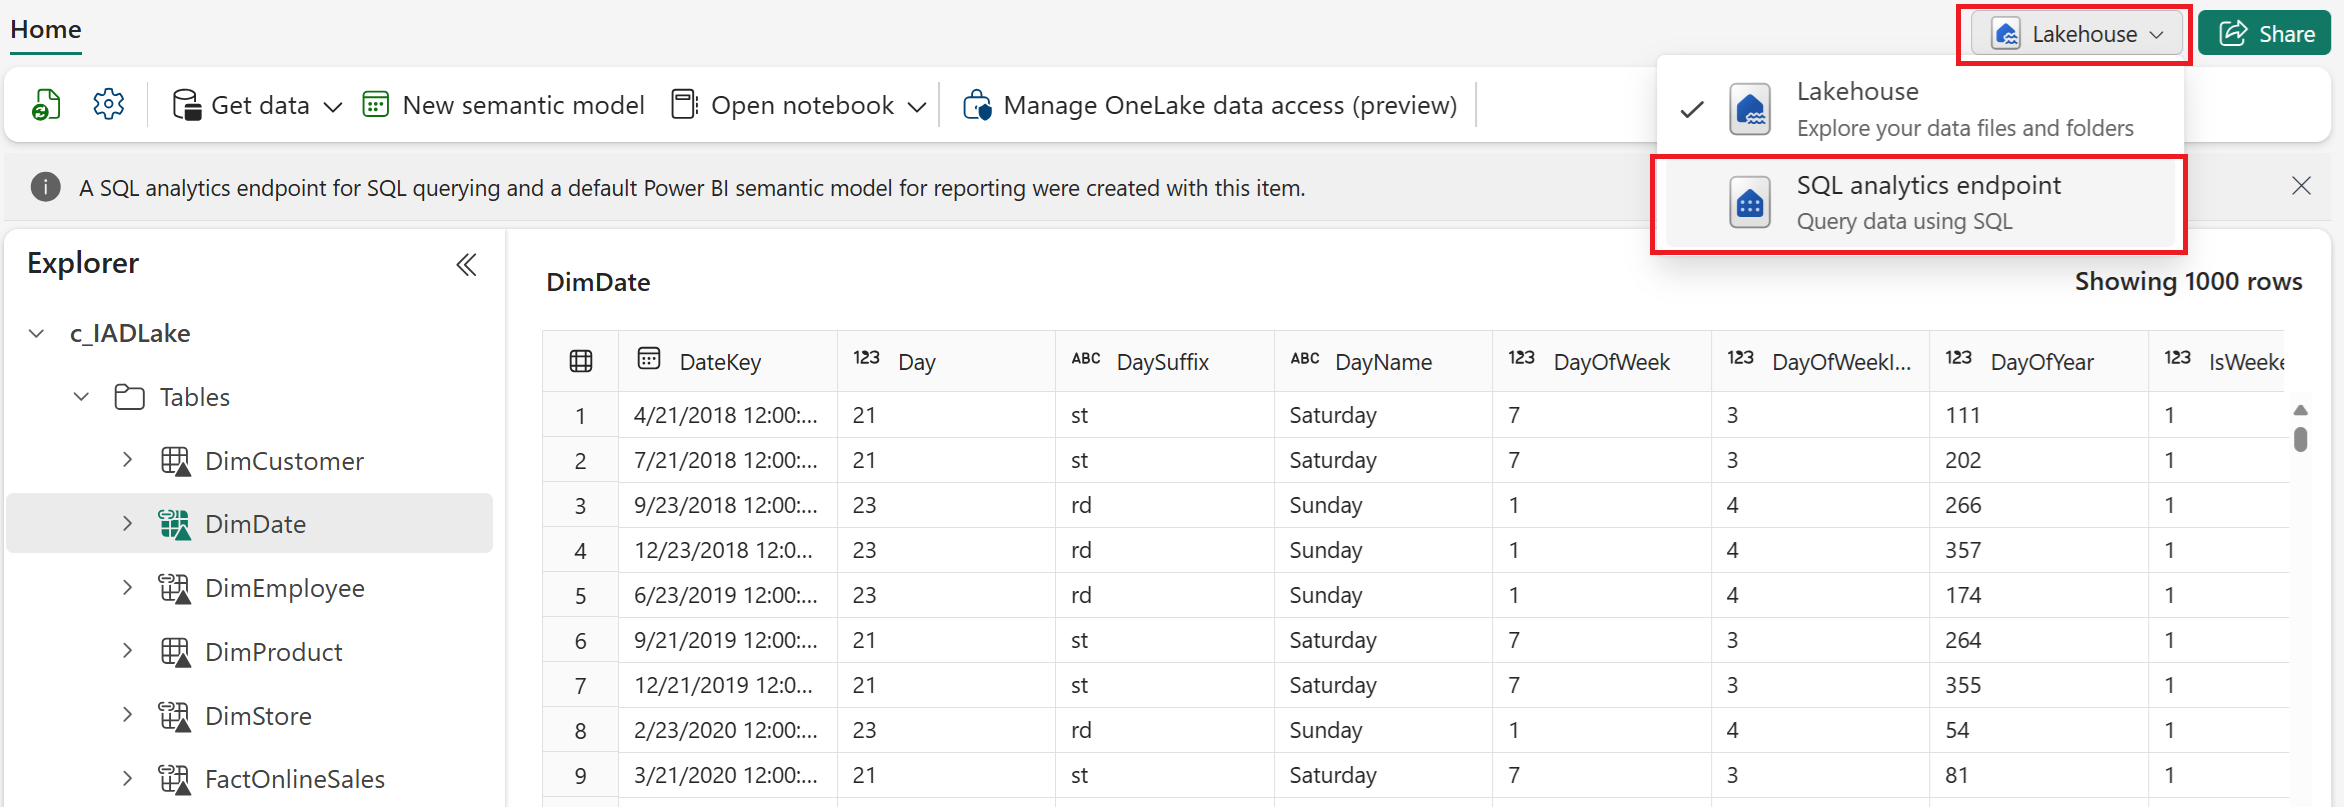 Home
Lakehouse
Share
Get data
New semantic model
Open notebook
Manage OneLake data access (preview)
Lakehouse
Explore your data files and folders
SQL analytics endpoint
Query data using SQL
A SQL analytics endpoint for SQL querying and a default Power BI semantic model for reporting were created with this item.
Explorer
c_IADLake
Tables
DimCustomer
DimDate
DimEmployee
DimProduct
DimStore
FactOnlineSales
DimDate
Showing 1000 rows
DateKey 123 Day ABC DaySuffix ABC DayName 123 DayOfWeek 123 DayOfWeekI... 123 DayOfYear 123 IsWeeke
1 4/21/2018 12:00:... 21 st Saturday 7 3 111 1
2 7/21/2018 12:00:... 21 st Saturday 7 3 202 1
3 9/23/2018 12:00:... 23 rd Sunday 1 4 266 1
4 12/23/2018 12:0... 23 rd Sunday 1 4 357 1
5 6/23/2019 12:00:... 23 rd Sunday 1 4 174 1
6 9/21/2019 12:00:... 21 st Saturday 7 3 264 1
7 12/21/2019 12:0... 21 st Saturday 7 3 355 1
8 2/23/2020 12:00:... 23 rd Sunday 1 4 54 1
9 3/21/2020 12:00:... 21 st Saturday 7 3 81 1